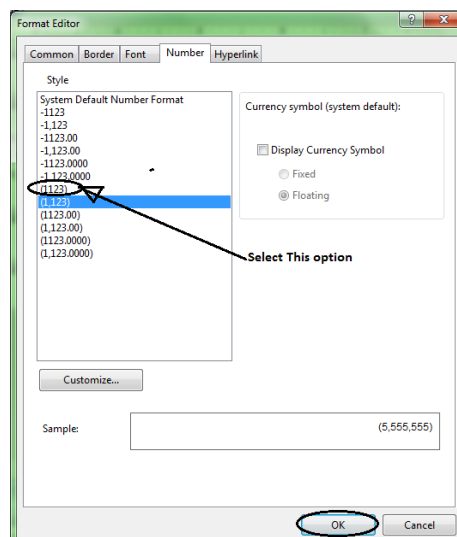 Format Editor
Common Border Font Number Hyperlink
Style
System Default Number Format
-1123
-1,123
-1123.00
-1,123.00
-1123.0000
-1,123.0000
(1123)
(1,123)
(1123.00)
(1,123.00)
(1123.0000)
(1,123.0000)
Currency symbol (system default):
Display Currency Symbol
Fixed
Floating
Select This option
Customize...
Sample:
(5,555,555)
OK Cancel